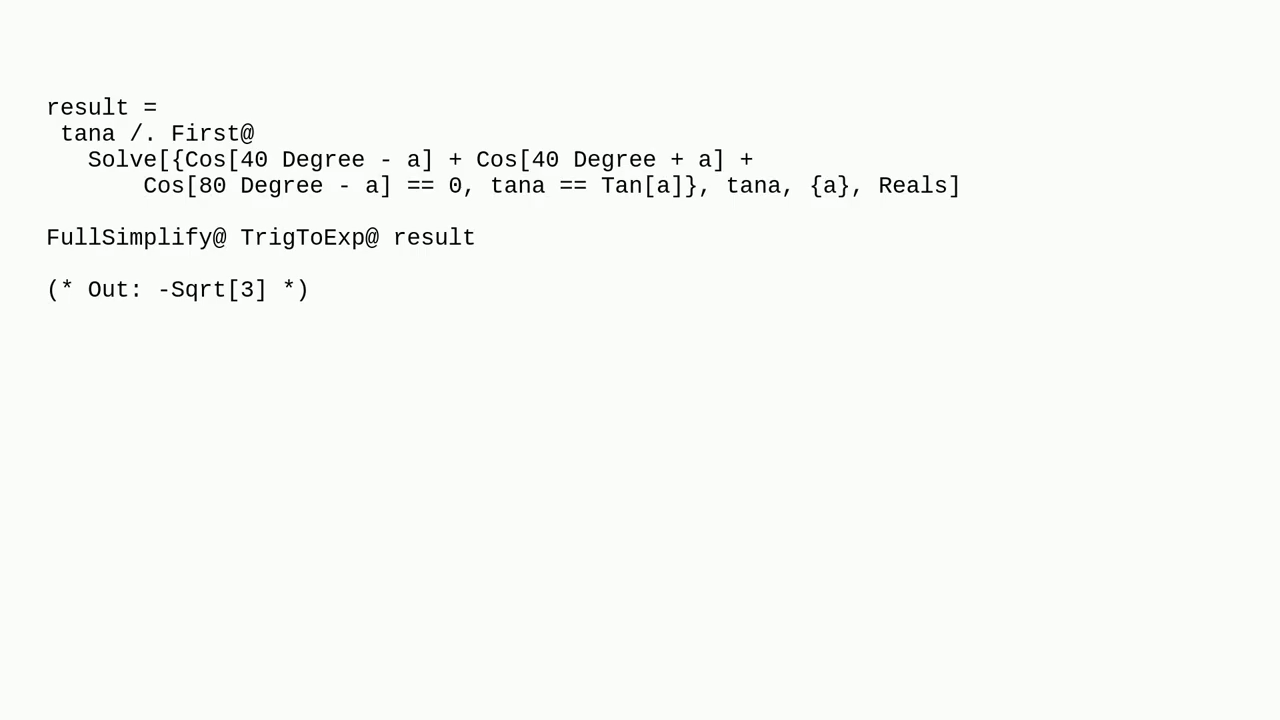 result =
 tana /. First@
   Solve[{Cos[40 Degree - a] + Cos[40 Degree + a] +
       Cos[80 Degree - a] == 0, tana == Tan[a]}, tana, {a}, Reals]

FullSimplify@ TrigToExp@ result

(* Out: -Sqrt[3] *)